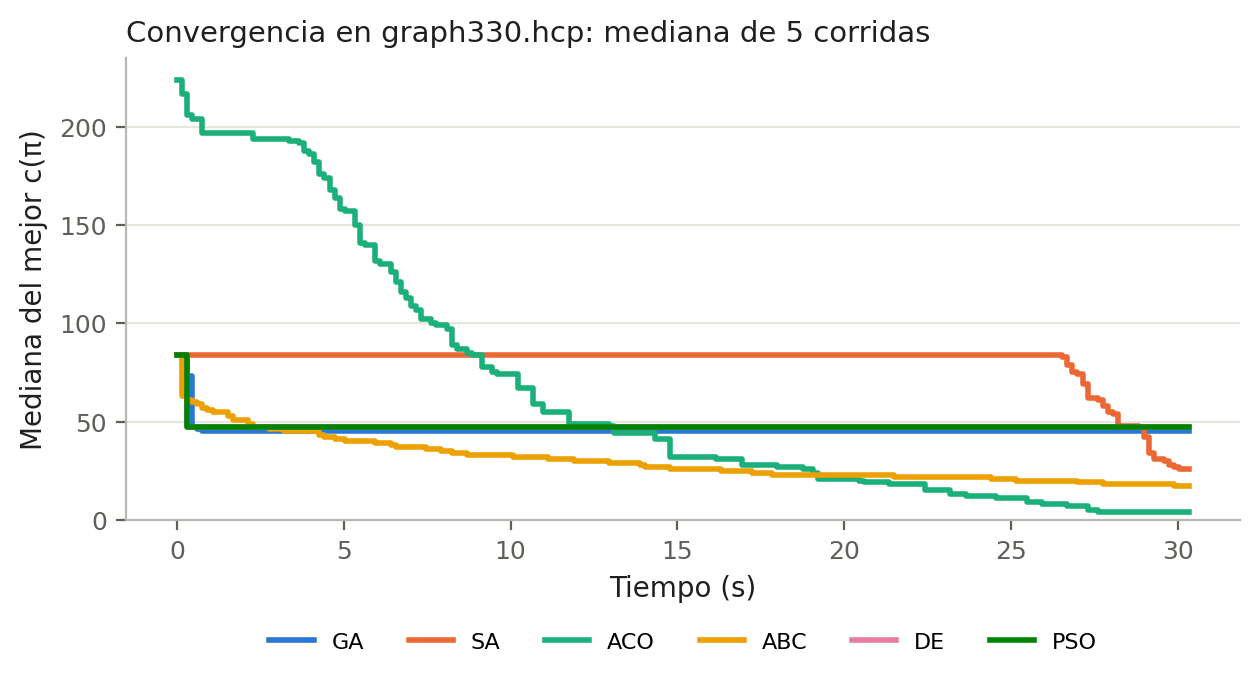 Convergencia en graph330.hcp: mediana de 5 corridas
Mediana del mejor c(π)
200
150
100
50
0
0 5 10 15 20 25 30
Tiempo (s)
GA SA ACO ABC DE PSO